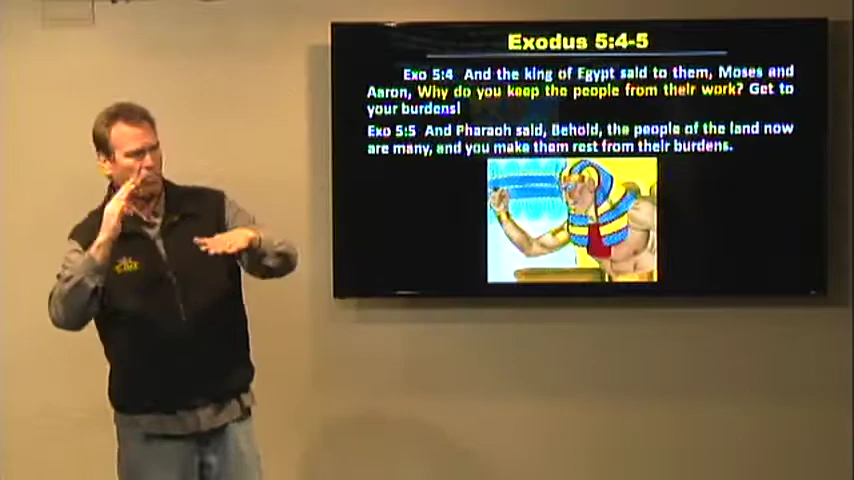 Exodus 5:4-5
Exo 5:4 And the king of Egypt said to them, Moses and
Aaron, Why do you keep the people from their work? Get to
your burdens!
Exo 5:5 And Pharaoh said, Behold, the people of the land now
are many, and you make them rest from their burdens.